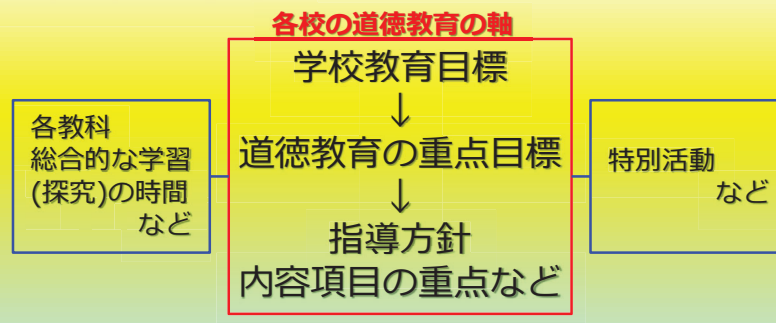 各校の道徳教育の軸
学校教育目標
↓
道徳教育の重点目標
↓
指導方針
内容項目の重点など
各教科
総合的な学習
(探究)の時間
など
特別活動
など